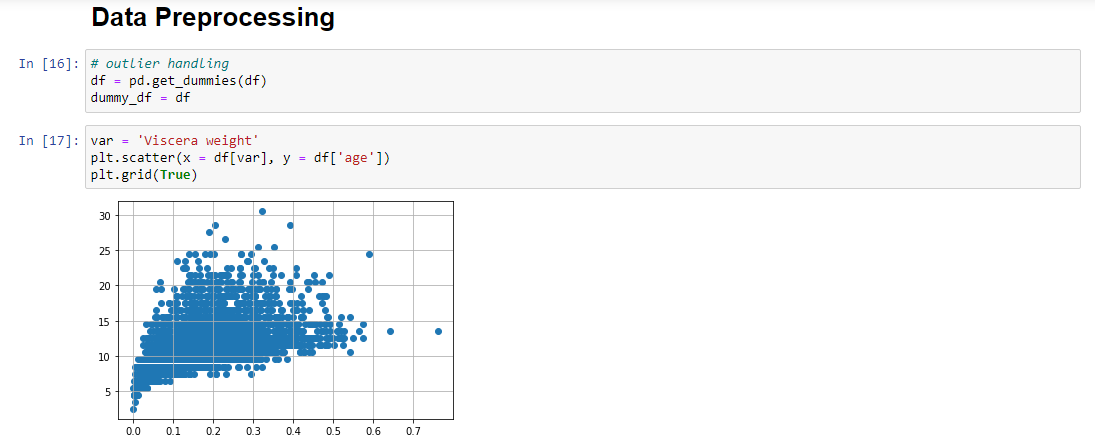 Data Preprocessing
In [16]: # outlier handling
df = pd.get_dummies(df)
dummy_df = df
In [17]: var = 'Viscera weight'
plt.scatter(x = df[var], y = df['age'])
plt.grid(True)
30
25
20
15
10
5
0.0 0.1 0.2 0.3 0.4 0.5 0.6 0.7